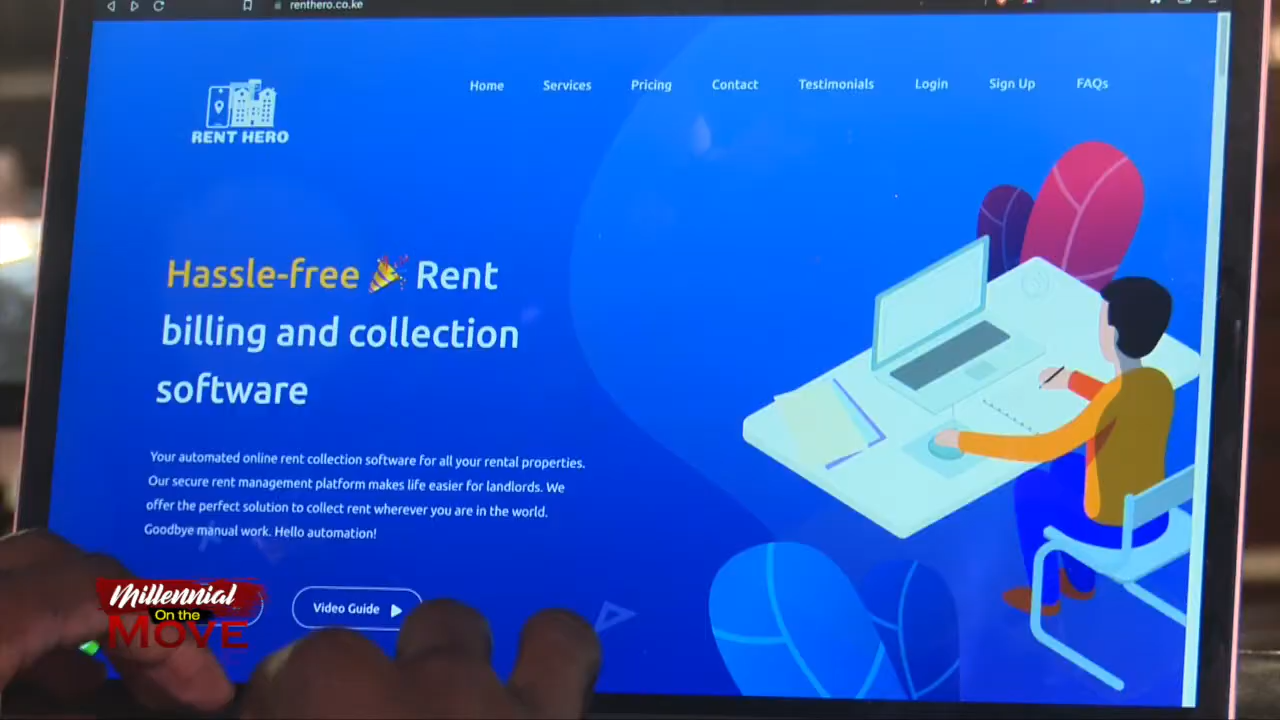 renthero.co.ke
Home Services Pricing Contact Testimonials Login Sign Up FAQs
RENT HERO
Hassle-free 🎉 Rent
billing and collection
software
Your automated online rent collection software for all your rental properties.
Our secure rent management platform makes life easier for landlords. We
offer the perfect solution to collect rent wherever you are in the world.
Goodbye manual work. Hello automation!
Video Guide
Millennial
On the
MOVE